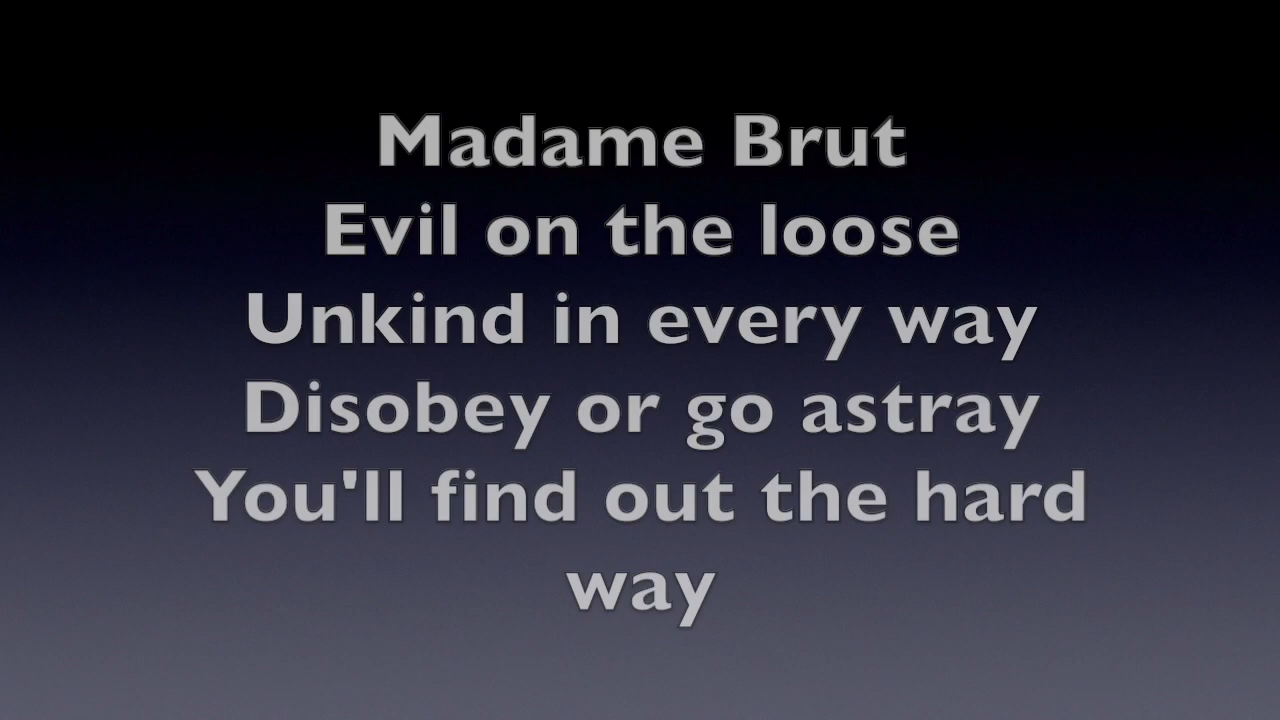 Madame Brut
Evil on the loose
Unkind in every way
Disobey or go astray
You'll find out the hard
way